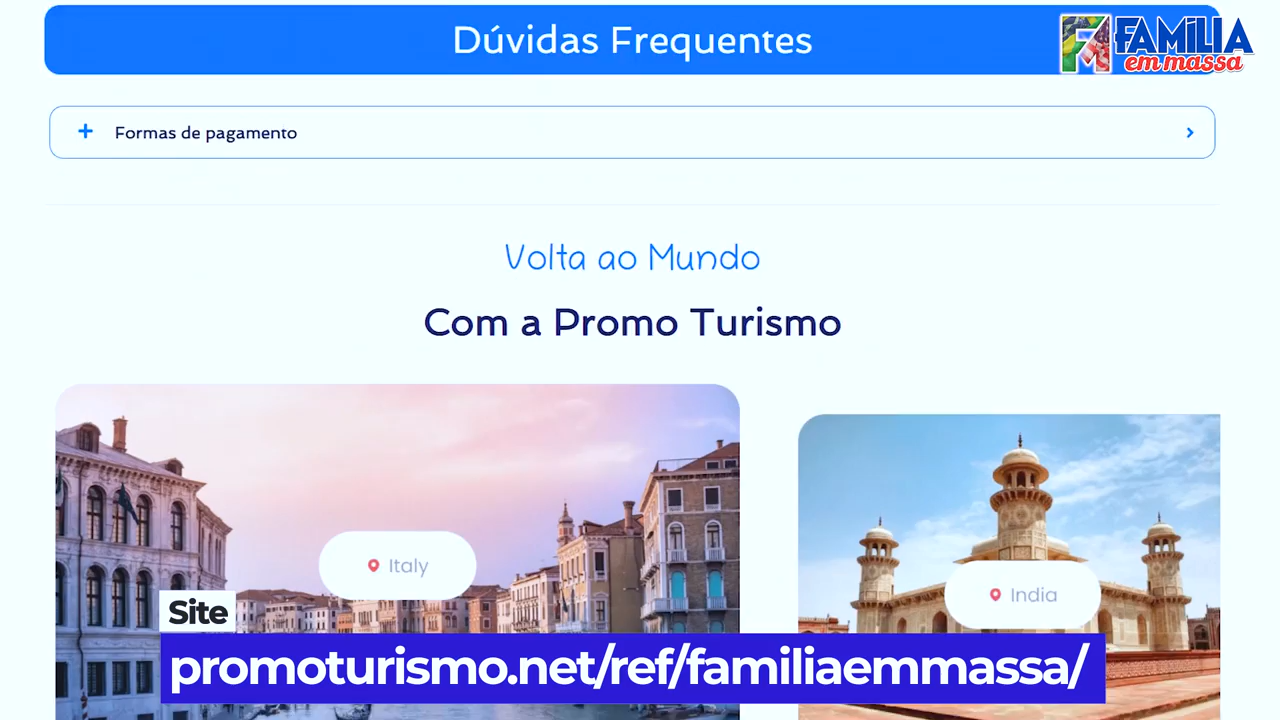 Dúvidas Frequentes
FAMÍLIA
em massa
Formas de pagamento
Volta ao Mundo
Com a Promo Turismo
Italy
India
Site
promoturismo.net/ref/familiaemmassa/